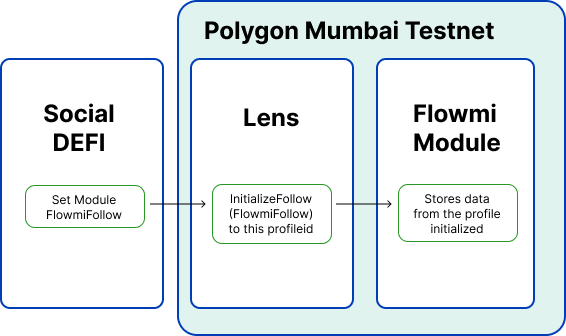 Polygon Mumbai Testnet
Social
DEFI
Set Module
FlowmiFollow
Lens
InitializeFollow
(FlowmiFollow)
to this profileid
Flowmi
Module
Stores data
from the profile
initialized